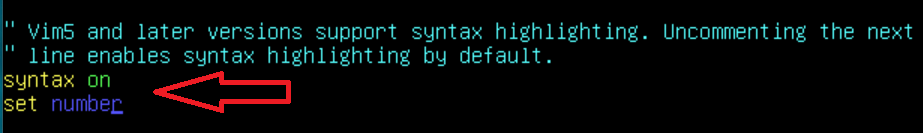 " Vim5 and later versions support syntax highlighting. Uncommenting the next
" line enables syntax highlighting by default.
syntax on
set number